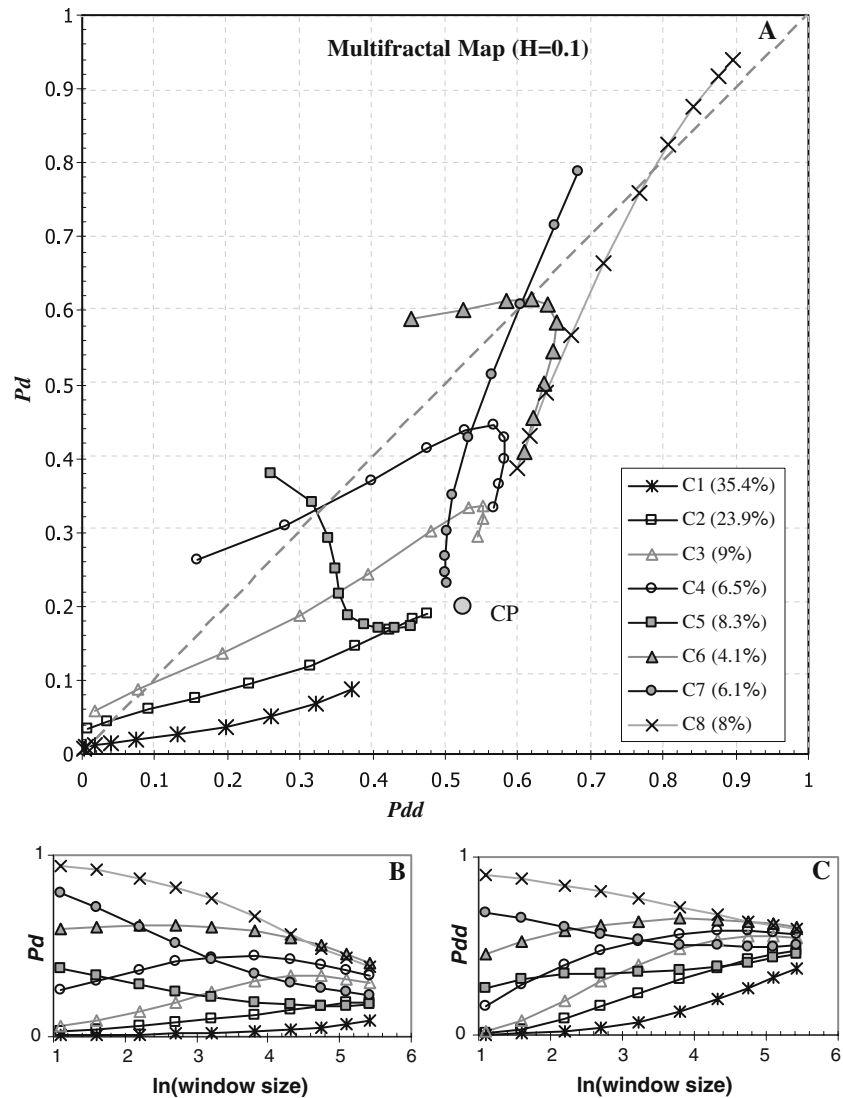 A
Multifractal Map (H=0.1)
1
0.9
0.8
0.7
0.6
0.5
0.4
0.3
0.2
0.1
0
Pd
0 0.1 0.2 0.3 0.4 0.5 0.6 0.7 0.8 0.9 1
Pdd
CP
C1 (35.4%)
C2 (23.9%)
C3 (9%)
C4 (6.5%)
C5 (8.3%)
C6 (4.1%)
C7 (6.1%)
C8 (8%)
B
1
0
Pd
1 2 3 4 5 6
ln(window size)
C
1
0
Pdd
1 2 3 4 5 6
ln(window size)